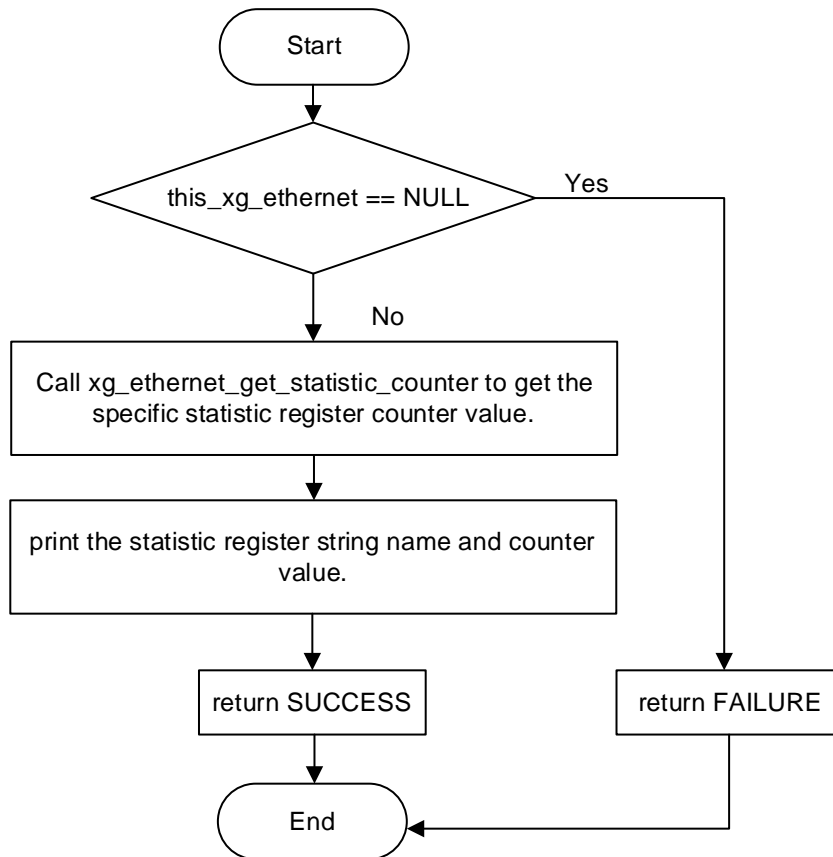 Start
this_xg_ethernet == NULL
Yes
No
Call xg_ethernet_get_statistic_counter to get the
specific statistic register counter value.
print the statistic register string name and counter
value.
return SUCCESS
return FAILURE
End